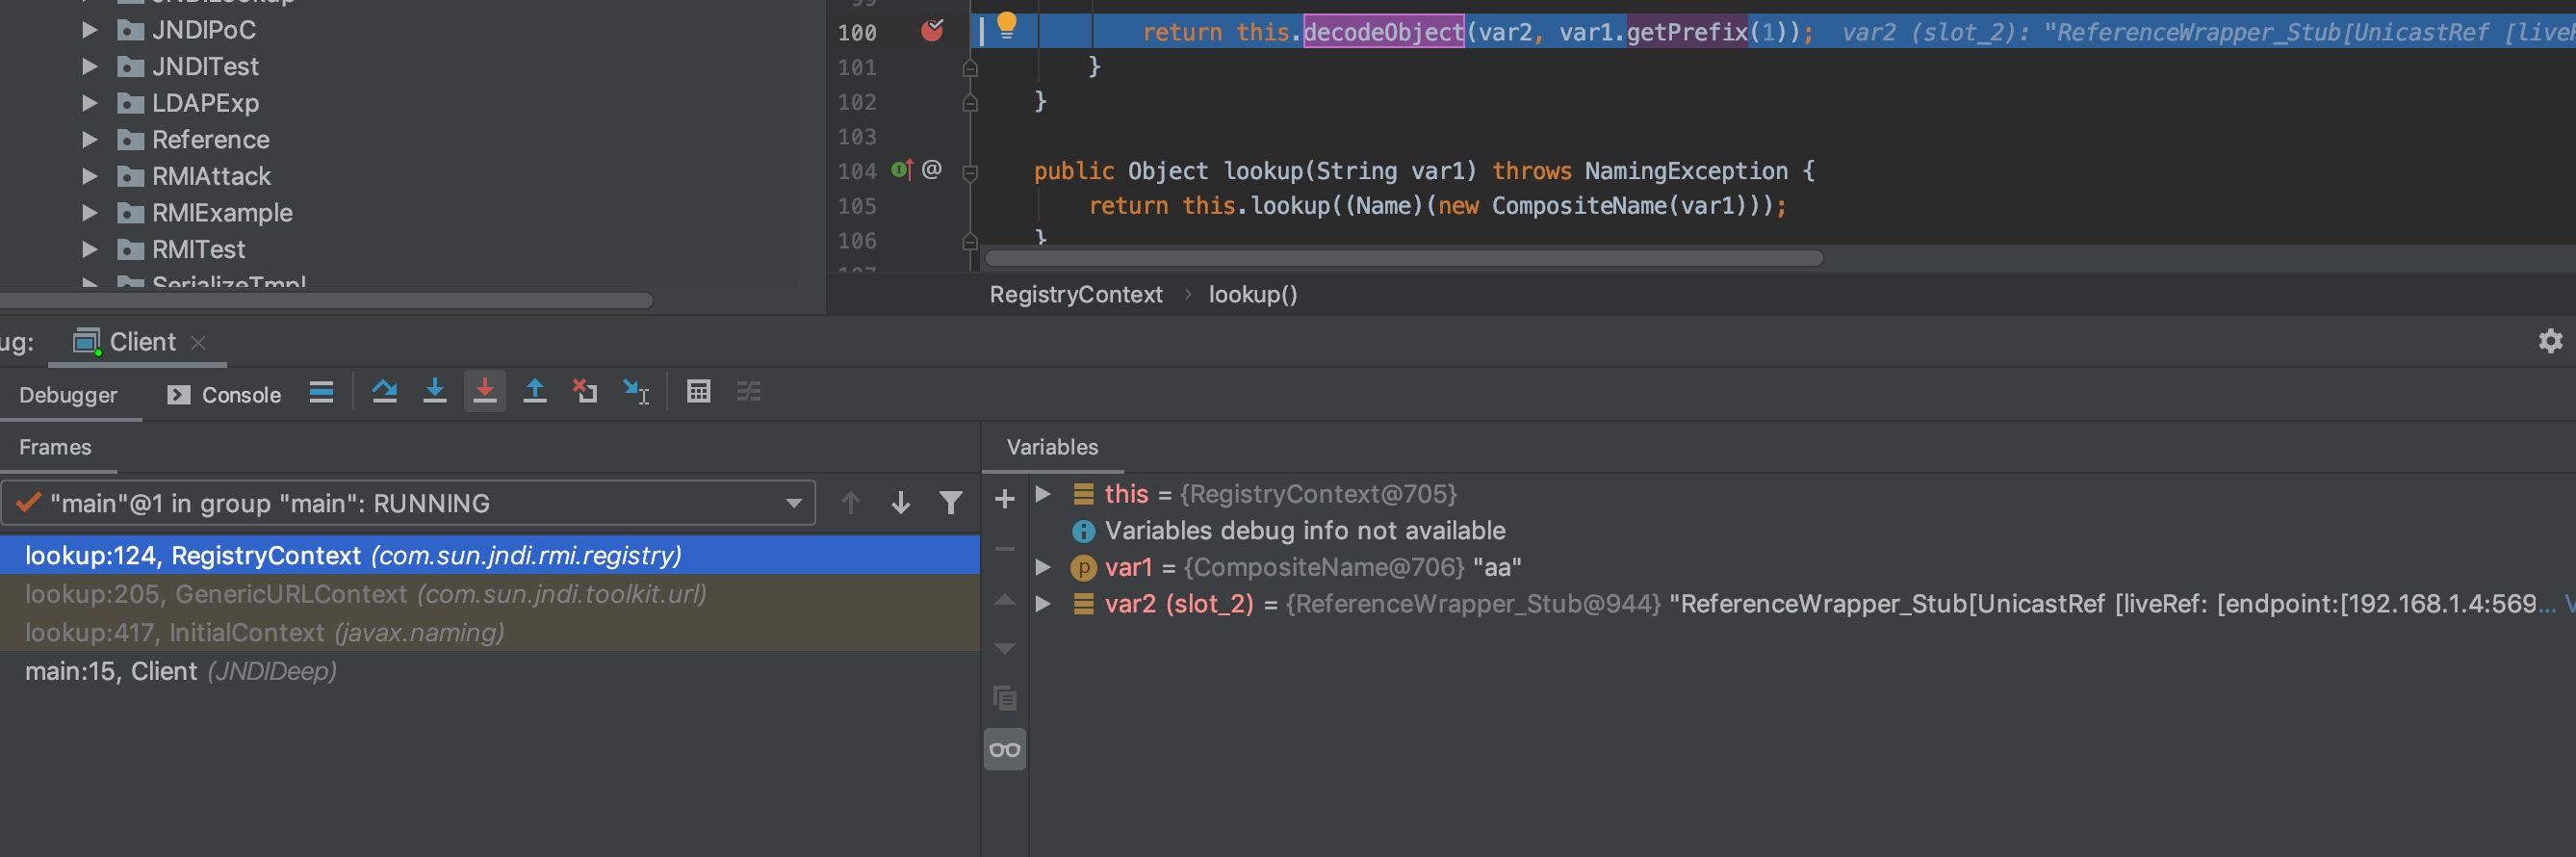 JNDIPoC
JNDITest
LDAPExp
Reference
RMIAttack
RMIExample
RMITest
SerializeTmpl
100 return this.decodeObject(var2, var1.getPrefix(1)); var2 (slot_2): "ReferenceWrapper_Stub[UnicastRef [live
101 }
102 }
103
104 @ public Object lookup(String var1) throws NamingException {
105 return this.lookup((Name)(new CompositeName(var1)));
106 }
RegistryContext › lookup()
ug: Client
Debugger Console
Frames
Variables
"main"@1 in group "main": RUNNING
lookup:124, RegistryContext (com.sun.jndi.rmi.registry)
lookup:205, GenericURLContext (com.sun.jndi.toolkit.url)
lookup:417, InitialContext (javax.naming)
main:15, Client (JNDIDeep)
this = {RegistryContext@705}
Variables debug info not available
var1 = {CompositeName@706} "aa"
var2 (slot_2) = {ReferenceWrapper_Stub@944} "ReferenceWrapper_Stub[UnicastRef [liveRef: [endpoint:[192.168.1.4:569... V